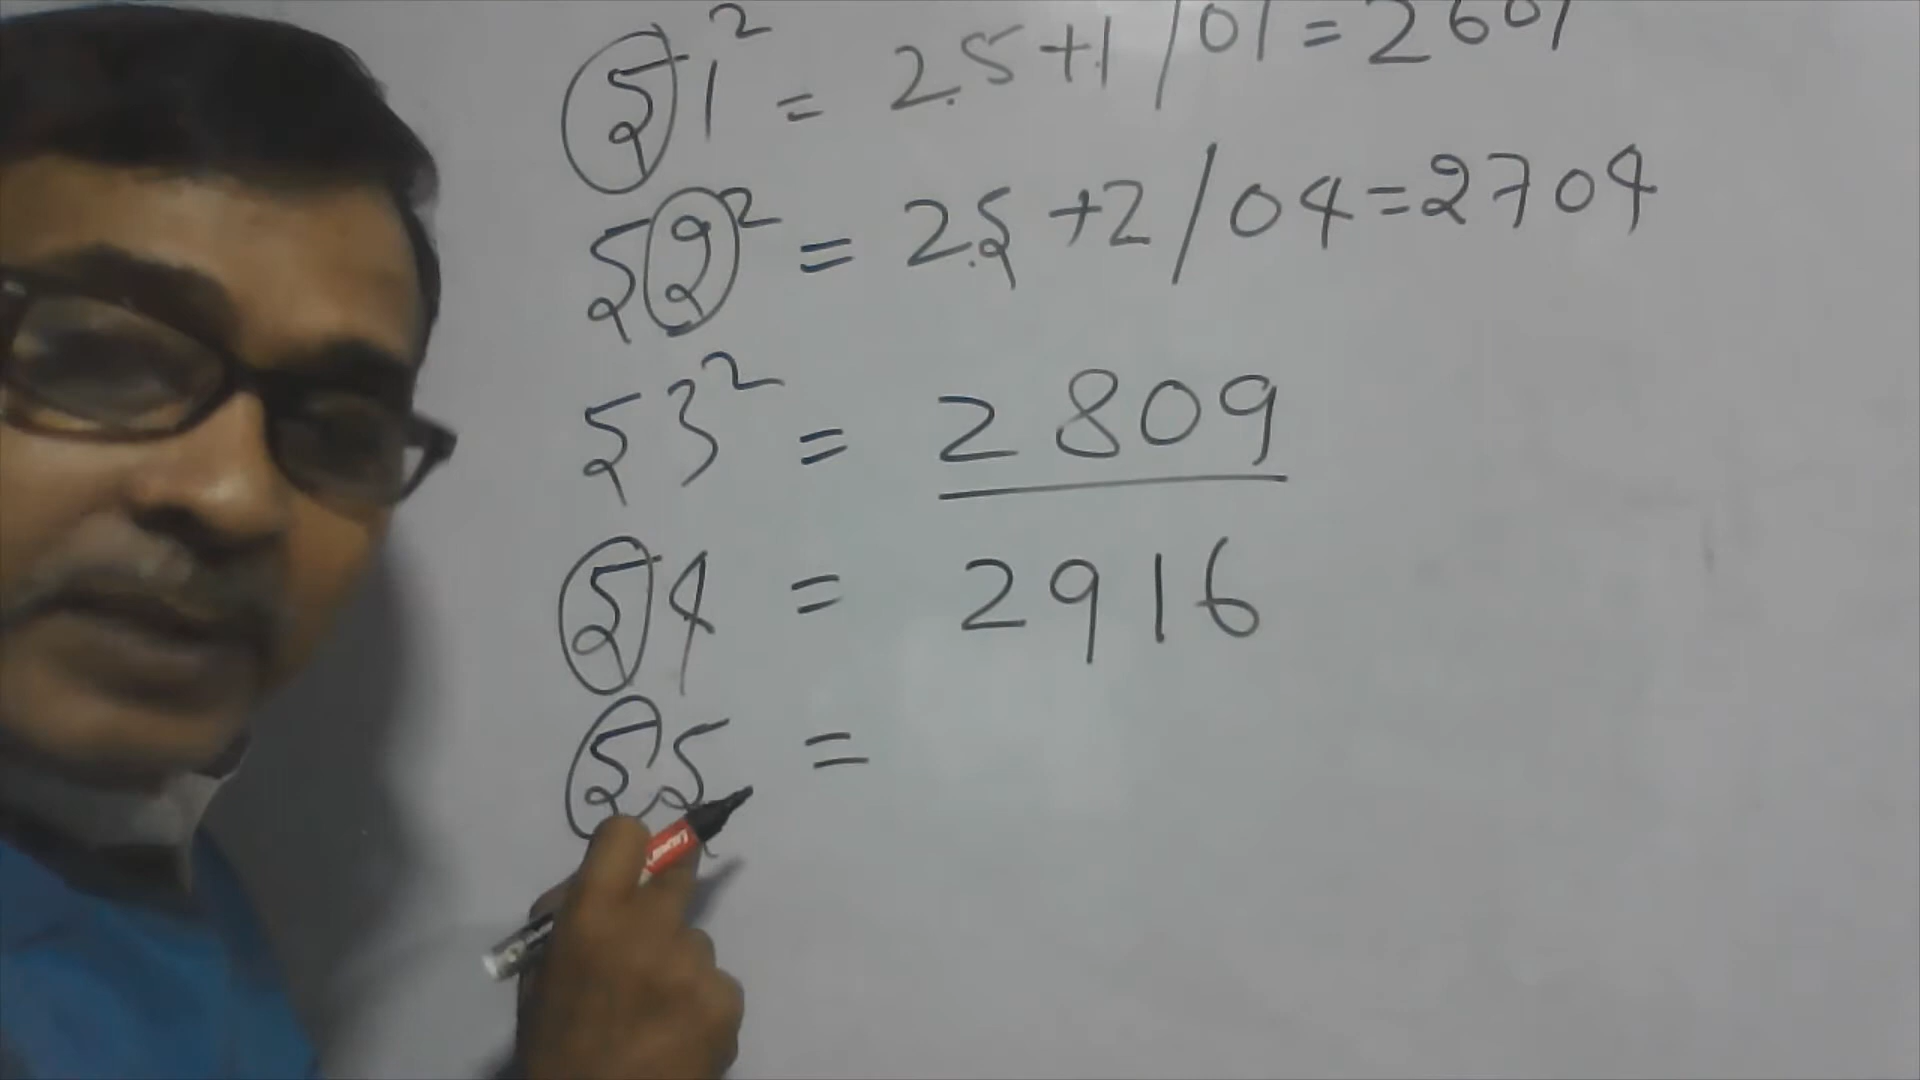 51² = 25+1/01 = 2601
52² = 25+2/04 = 2704
53² = 2809
54 = 2916
55 =